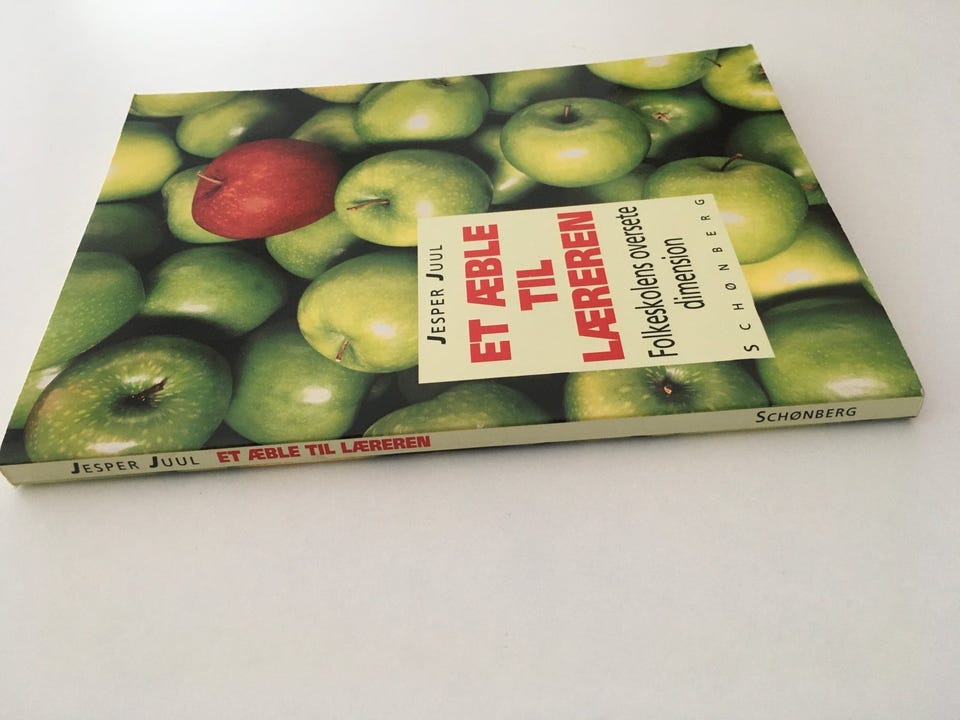 JESPER JUUL
ET ÆBLE
TIL
LÆREREN
Folkeskolens oversete
dimension
SCHØNBERG
JESPER JUUL ET ÆBLE TIL LÆREREN SCHØNBERG